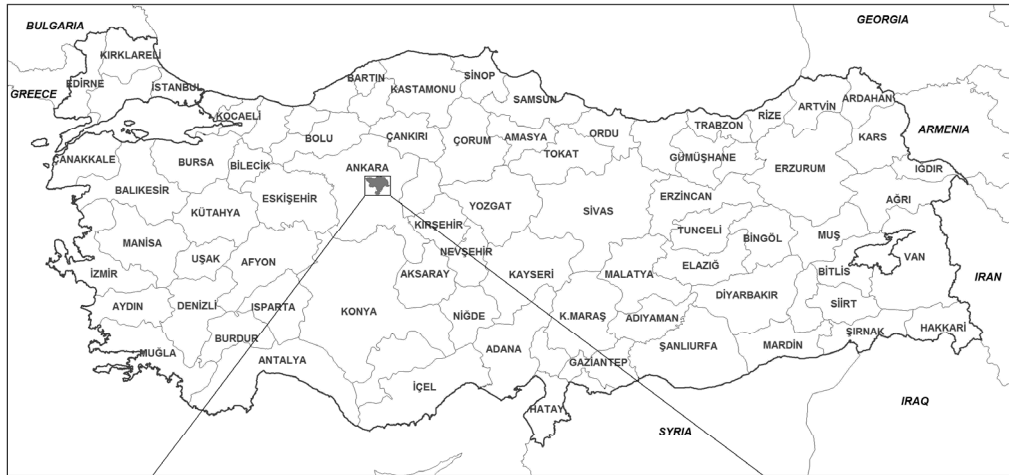 BULGARIA
GEORGIA
KIRKLARELİ
EDİRNE
İSTANBUL
GREECE
KOCAELİ
BARTIN
KASTAMONU
SİNOP
SAMSUN
BOLU
ÇANKIRI
ÇORUM
AMASYA
ORDU
TOKAT
TRABZON
RİZE
ARTVİN
ARDAHAN
KARS
ARMENIA
ÇANAKKALE
BURSA
BİLECİK
ANKARA
GÜMÜŞHANE
ERZURUM
IĞDIR
BALIKESİR
ESKİŞEHİR
KÜTAHYA
YOZGAT
SİVAS
ERZİNCAN
AĞRI
KIRŞEHİR
TUNCELİ
BİNGÖL
MUŞ
MANİSA
UŞAK
AFYON
NEVŞEHİR
KAYSERİ
MALATYA
ELAZIĞ
BİTLİS
VAN
IRAN
İZMİR
AKSARAY
AYDIN
DENİZLİ
ISPARTA
KONYA
NİĞDE
K.MARAŞ
ADIYAMAN
DİYARBAKIR
SİİRT
BURDUR
MUĞLA
ANTALYA
ADANA
GAZİANTEP
ŞANLIURFA
MARDİN
ŞIRNAK
HAKKARİ
İÇEL
HATAY
SYRIA
IRAQ